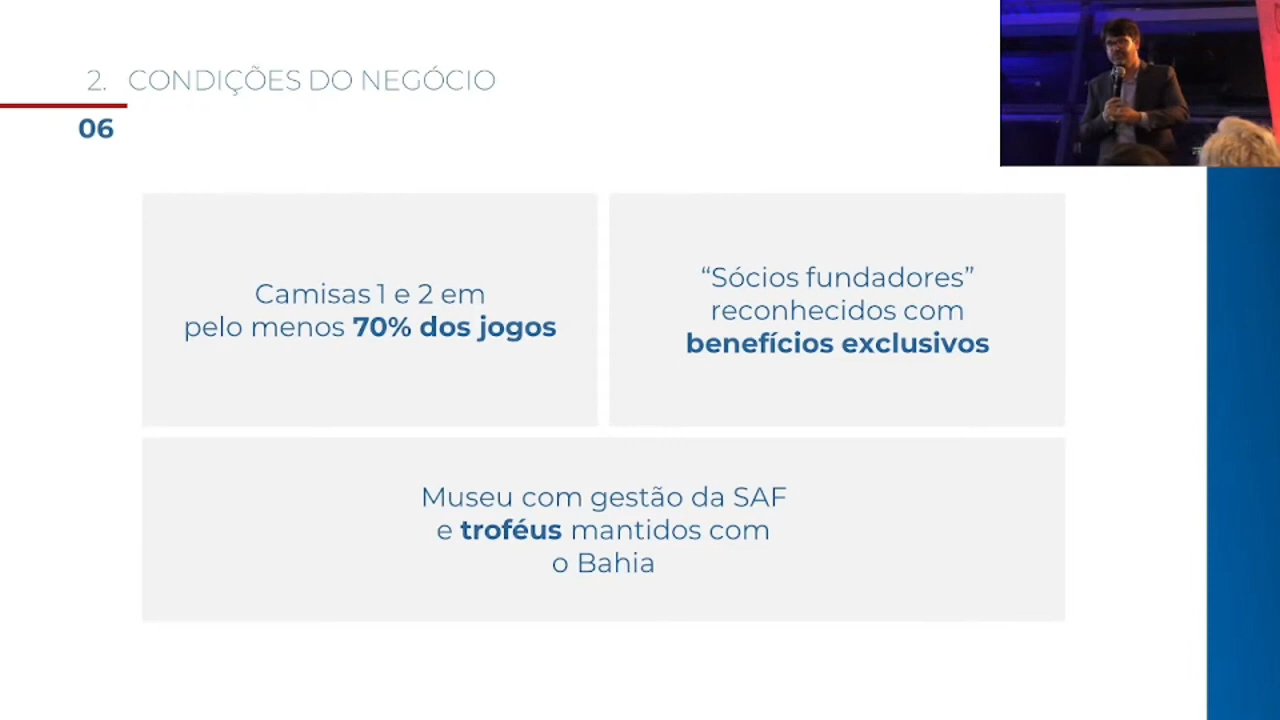 2. CONDIÇÕES DO NEGÓCIO
06
Camisas 1 e 2 em
pelo menos 70% dos jogos
“Sócios fundadores”
reconhecidos com
benefícios exclusivos
Museu com gestão da SAF
e troféus mantidos com
o Bahia